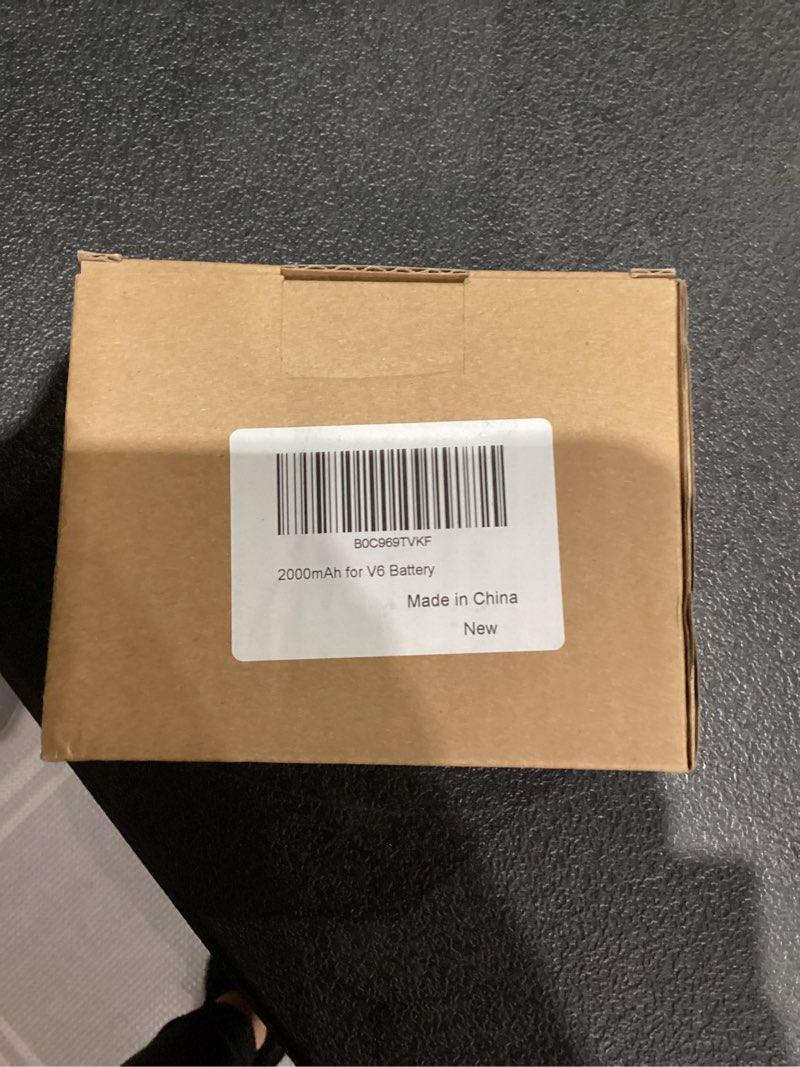 B0C969TVKF
2000mAh for V6 Battery
Made in China
New